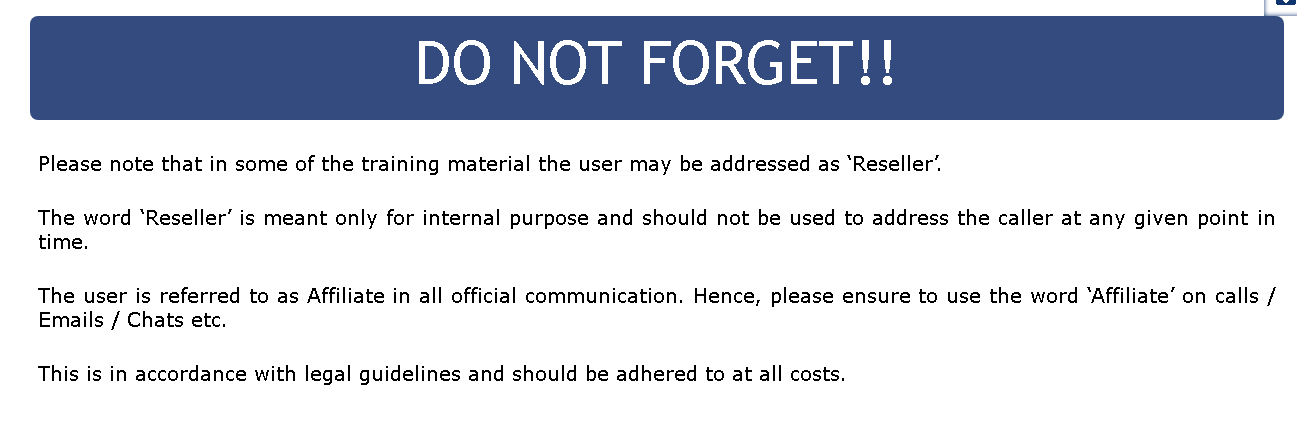 DO NOT FORGET!!
Please note that in some of the training material the user may be addressed as ‘Reseller’.
The word ‘Reseller’ is meant only for internal purpose and should not be used to address the caller at any given point in
time.
The user is referred to as Affiliate in all official communication. Hence, please ensure to use the word ‘Affiliate’ on calls /
Emails / Chats etc.
This is in accordance with legal guidelines and should be adhered to at all costs.